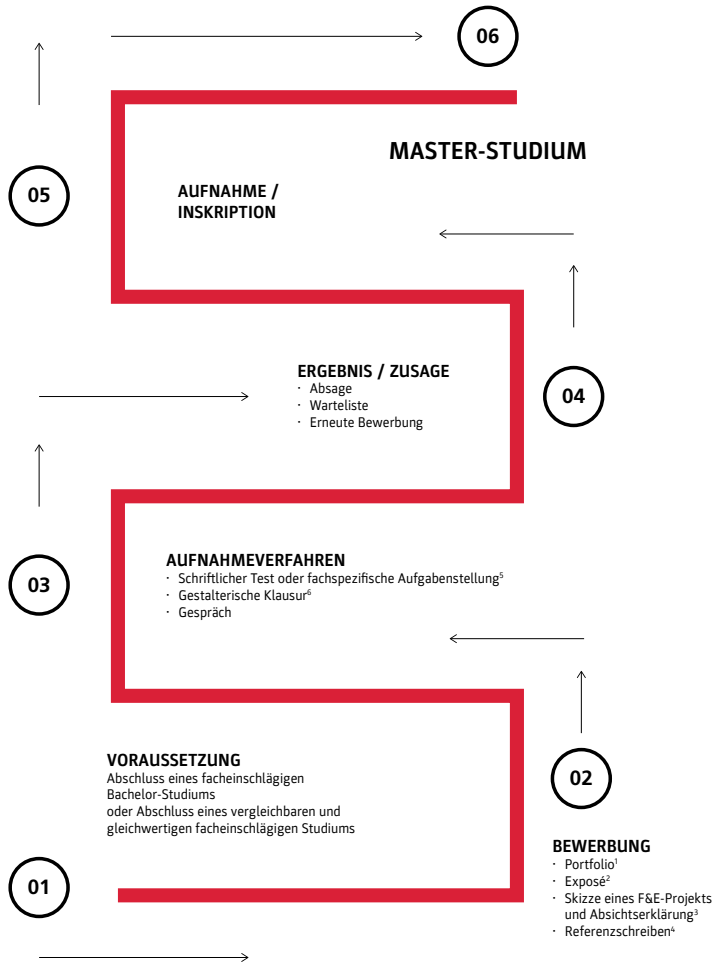 06
MASTER-STUDIUM
05
AUFNAHME /
INSKRIPTION
ERGEBNIS / ZUSAGE
· Absage
· Warteliste
· Erneute Bewerbung
04
03
AUFNAHMEVERFAHREN
· Schriftlicher Test oder fachspezifische Aufgabenstellung⁵
· Gestalterische Klausur⁶
· Gespräch
VORAUSSETZUNG
Abschluss eines facheinschlägigen
Bachelor-Studiums
oder Abschluss eines vergleichbaren und
gleichwertigen facheinschlägigen Studiums
02
BEWERBUNG
· Portfolio¹
· Exposé²
· Skizze eines F&E-Projekts
und Absichtserklärung³
· Referenzschreiben⁴
01